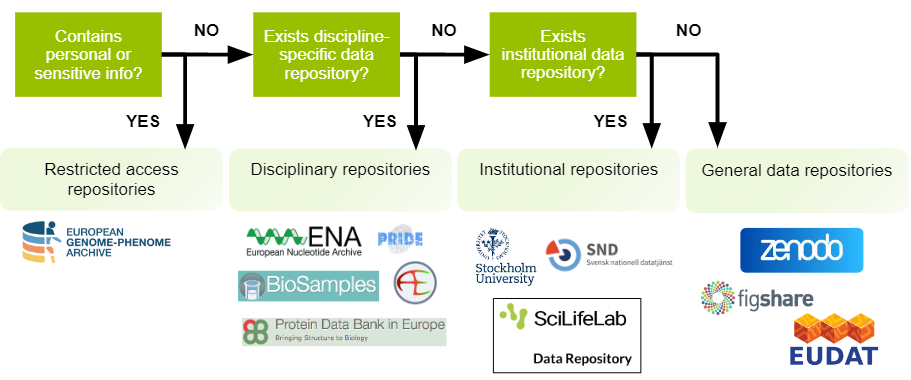 Contains
personal or
sensitive info?
NO
Exists discipline-
specific data
repository?
NO
Exists
institutional data
repository?
NO
YES
YES
YES
Restricted access
repositories
Disciplinary repositories
Institutional repositories
General data repositories
EUROPEAN
GENOME-PHENOME
ARCHIVE
ENA
European Nucleotide Archive
PRIDE
BioSamples
AE
Protein Data Bank in Europe
Bringing Structure to Biology
Stockholm
University
SND
Svensk nationell datatjänst
SciLifeLab
Data Repository
zenodo
figshare
EUDAT